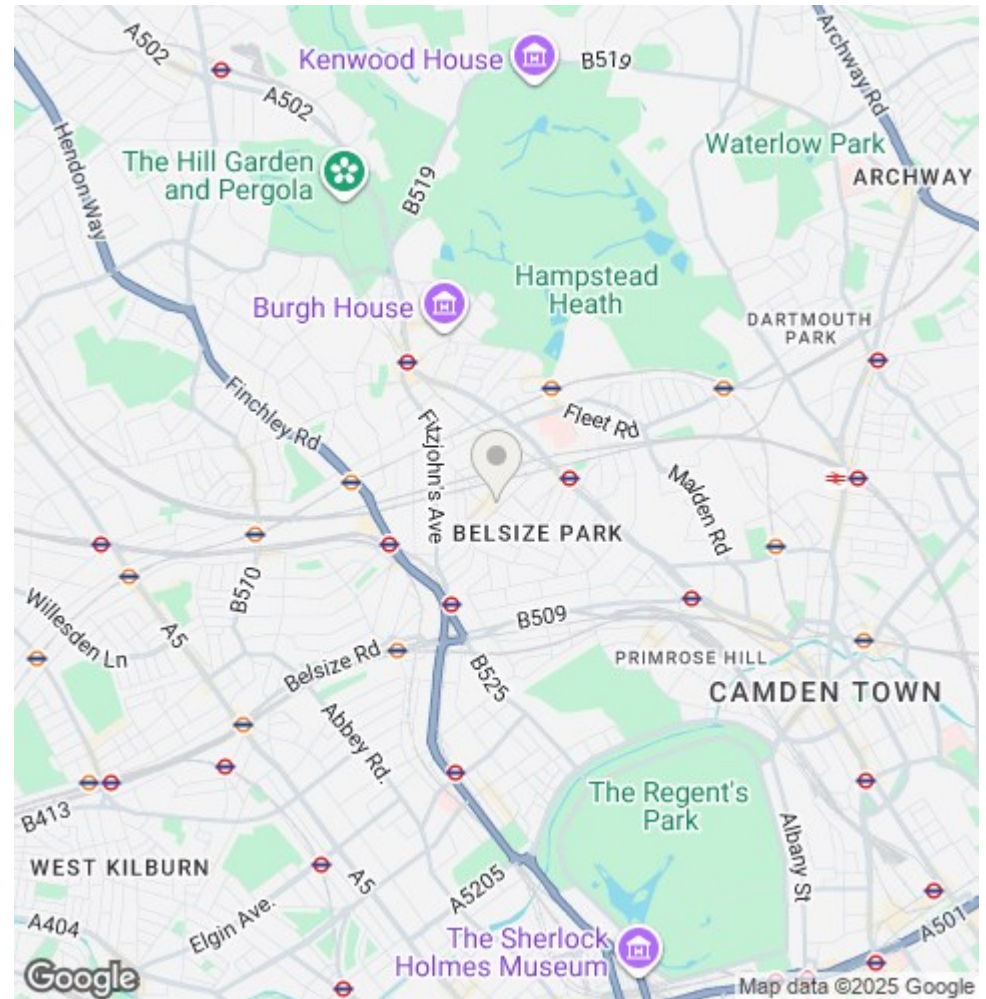 A502
Kenwood House
B519
Archway Rd
A502
Hendon Way
The Hill Garden
and Pergola
B519
Waterlow Park
ARCHWAY
Hampstead
Heath
Burgh House
DARTMOUTH
PARK
Finchley Rd
Fitzjohn's Ave
Fleet Rd
Malden Rd
BELSIZE PARK
B570
Willesden Ln
A5
B509
Belsize Rd
B525
PRIMROSE HILL
CAMDEN TOWN
Abbey Rd.
The Regent's
Park
B413
Albany St
WEST KILBURN
A5
A5205
A404
Elgin Ave.
A501
The Sherlock
Holmes Museum
Google
Map data ©2025 Google